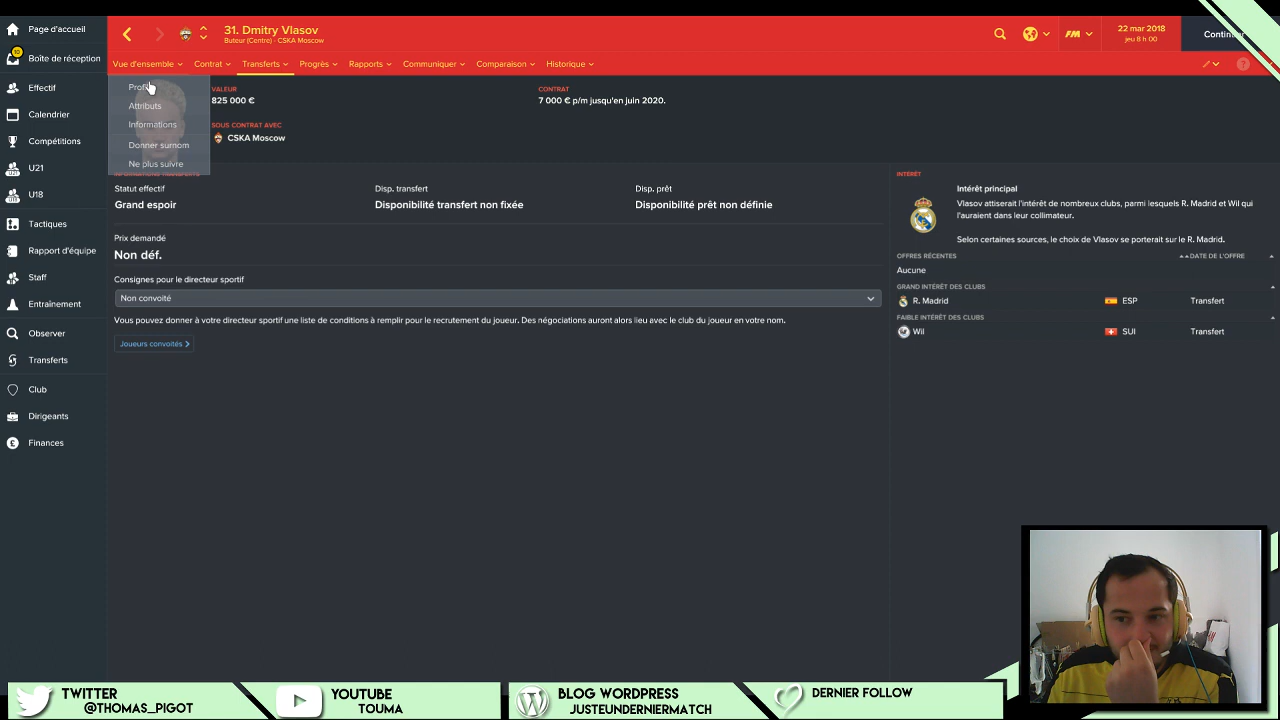 Page d'accueil
10
Boîte de réception
Effectif
Calendrier
Compétitions
U21
U18
Tactiques
Rapport d'équipe
Staff
Entraînement
Observer
Transferts
Club
Dirigeants
Finances
31. Dmitry Vlasov
Buteur (Centre) - CSKA Moscow
FM
22 mar 2018
jeu 8 h 00
Vue d'ensemble
Contrat
Transferts
Progrès
Rapports
Communiquer
Comparaison
Historique
Attributs
Informations
Donner surnom
Ne plus suivre
VALEUR
825 000 €
CONTRAT
7 000 € p/m jusqu'en juin 2020.
SOUS CONTRAT AVEC
CSKA Moscow
Statut effectif
Grand espoir
Disp. transfert
Disponibilité transfert non fixée
Disp. prêt
Disponibilité prêt non définie
Prix demandé
Non déf.
Consignes pour le directeur sportif
Non convoité
Vous pouvez donner à votre directeur sportif une liste de conditions à remplir pour le recrutement du joueur. Des négociations auront alors lieu avec le club du joueur en votre nom.
Joueurs convoités
INTÉRÊT
Intérêt principal
Vlasov attiserait l'intérêt de nombreux clubs, parmi lesquels R. Madrid et Wil qui
l'auraient dans leur collimateur.
Selon certaines sources, le choix de Vlasov se porterait sur le R. Madrid.
OFFRES RÉCENTES
DATE DE L'OFFRE
Aucune
GRAND INTÉRÊT DES CLUBS
R. Madrid
ESP
Transfert
FAIBLE INTÉRÊT DES CLUBS
Wil
SUI
Transfert
TWITTER
@THOMAS_PIGOT
YOUTUBE
TOUMA
BLOG WORDPRESS
JUSTEUNDERNIERMATCH
DERNIER FOLLOW